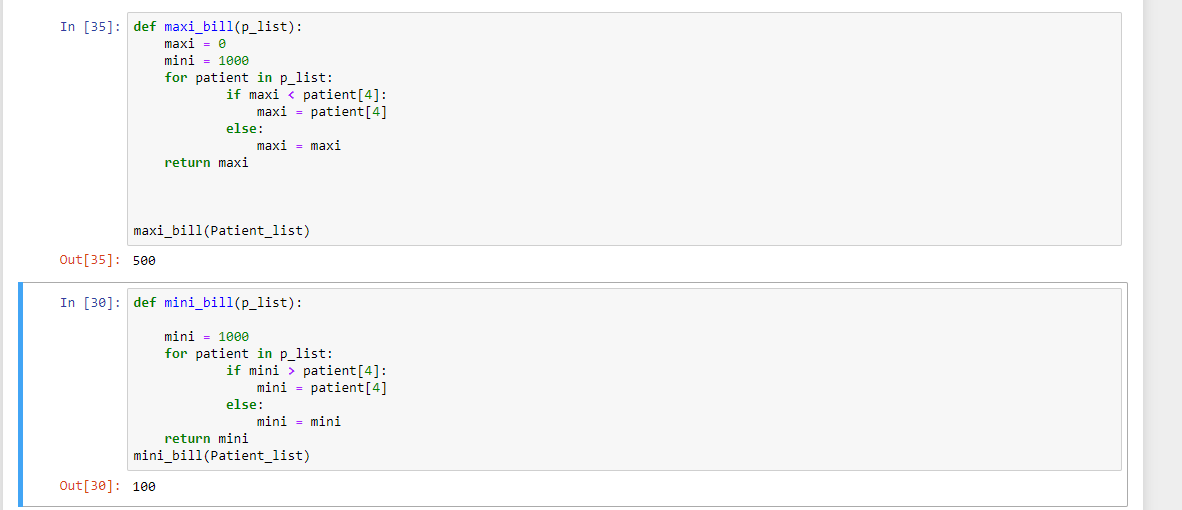 In [35]: def maxi_bill(p_list):
    maxi = 0
    mini = 1000
    for patient in p_list:
            if maxi < patient[4]:
                maxi = patient[4]
            else:
                maxi = maxi
    return maxi
maxi_bill(Patient_list)
Out[35]: 500
In [30]: def mini_bill(p_list):
    mini = 1000
    for patient in p_list:
            if mini > patient[4]:
                mini = patient[4]
            else:
                mini = mini
    return mini
mini_bill(Patient_list)
Out[30]: 100